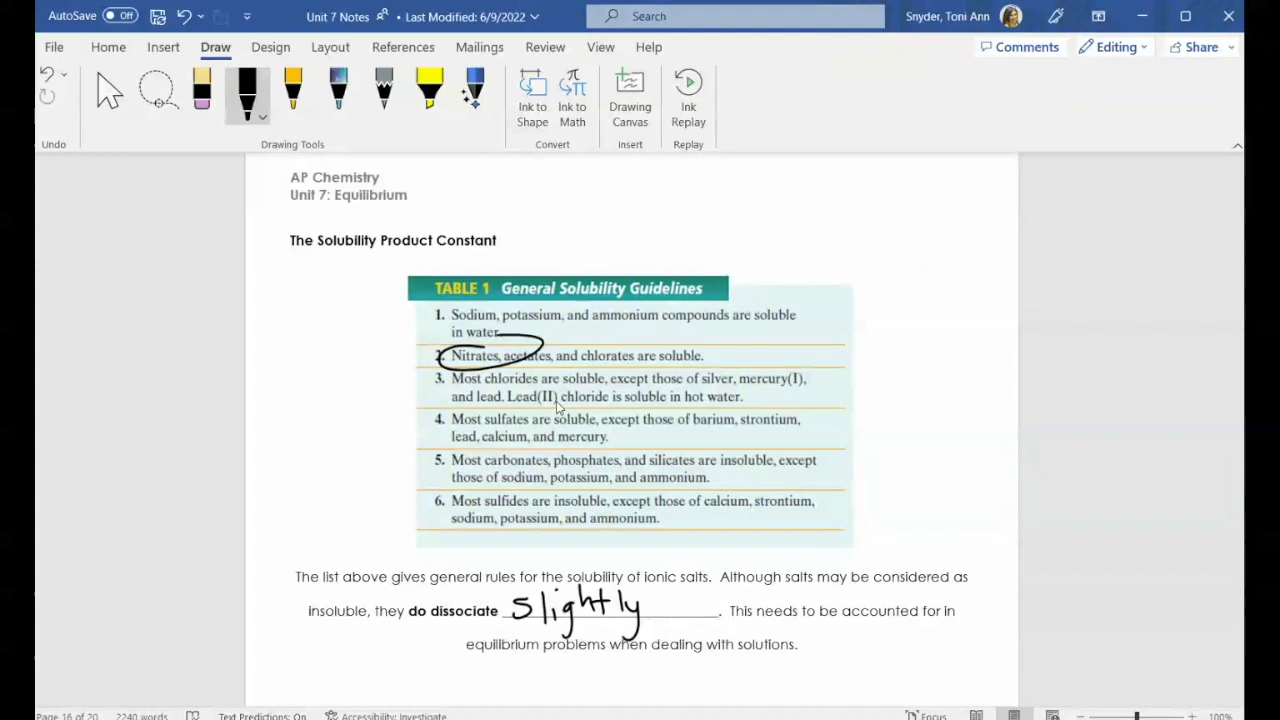 AutoSave Off Unit 7 Notes • Last Modified: 6/9/2022 Search Snyder, Toni Ann
File Home Insert Draw Design Layout References Mailings Review View Help Comments Editing Share
Ink to Shape Ink to Math Drawing Canvas Ink Replay
Undo Drawing Tools Convert Insert Replay
AP Chemistry
Unit 7: Equilibrium
The Solubility Product Constant
TABLE 1 General Solubility Guidelines
1. Sodium, potassium, and ammonium compounds are soluble
in water.
2. Nitrates, acetates, and chlorates are soluble.
3. Most chlorides are soluble, except those of silver, mercury(I),
and lead. Lead(II) chloride is soluble in hot water.
4. Most sulfates are soluble, except those of barium, strontium,
lead, calcium, and mercury.
5. Most carbonates, phosphates, and silicates are insoluble, except
those of sodium, potassium, and ammonium.
6. Most sulfides are insoluble, except those of calcium, strontium,
sodium, potassium, and ammonium.
The list above gives general rules for the solubility of ionic salts. Although salts may be considered as
insoluble, they do dissociate slightly. This needs to be accounted for in
equilibrium problems when dealing with solutions.
Page 16 of 20 2240 words Text Predictions: On Accessibility: Investigate Focus 100%